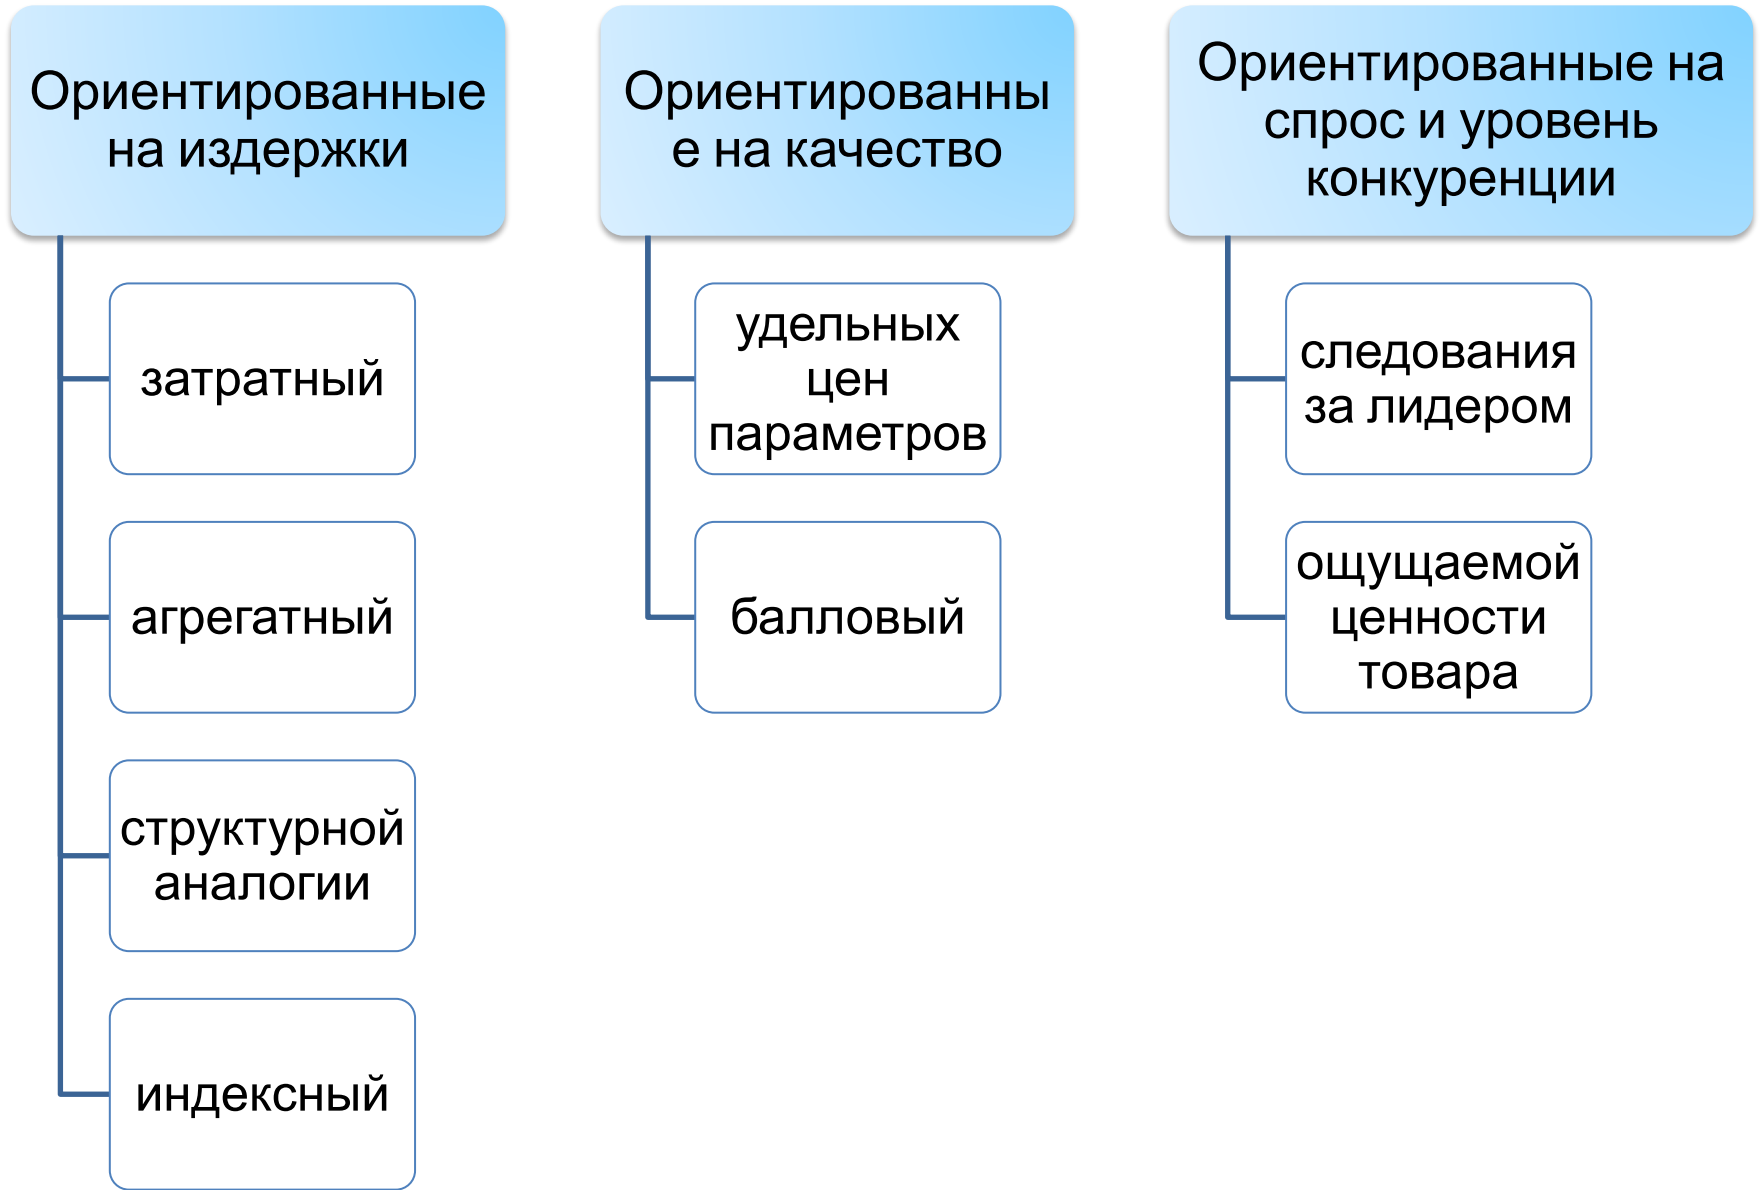 Ориентированные
на издержки
затратный
агрегатный
структурной
аналогии
индексный
Ориентированны
е на качество
удельных
цен
параметров
балловый
Ориентированные на
спрос и уровень
конкуренции
следования
за лидером
ощущаемой
ценности
товара